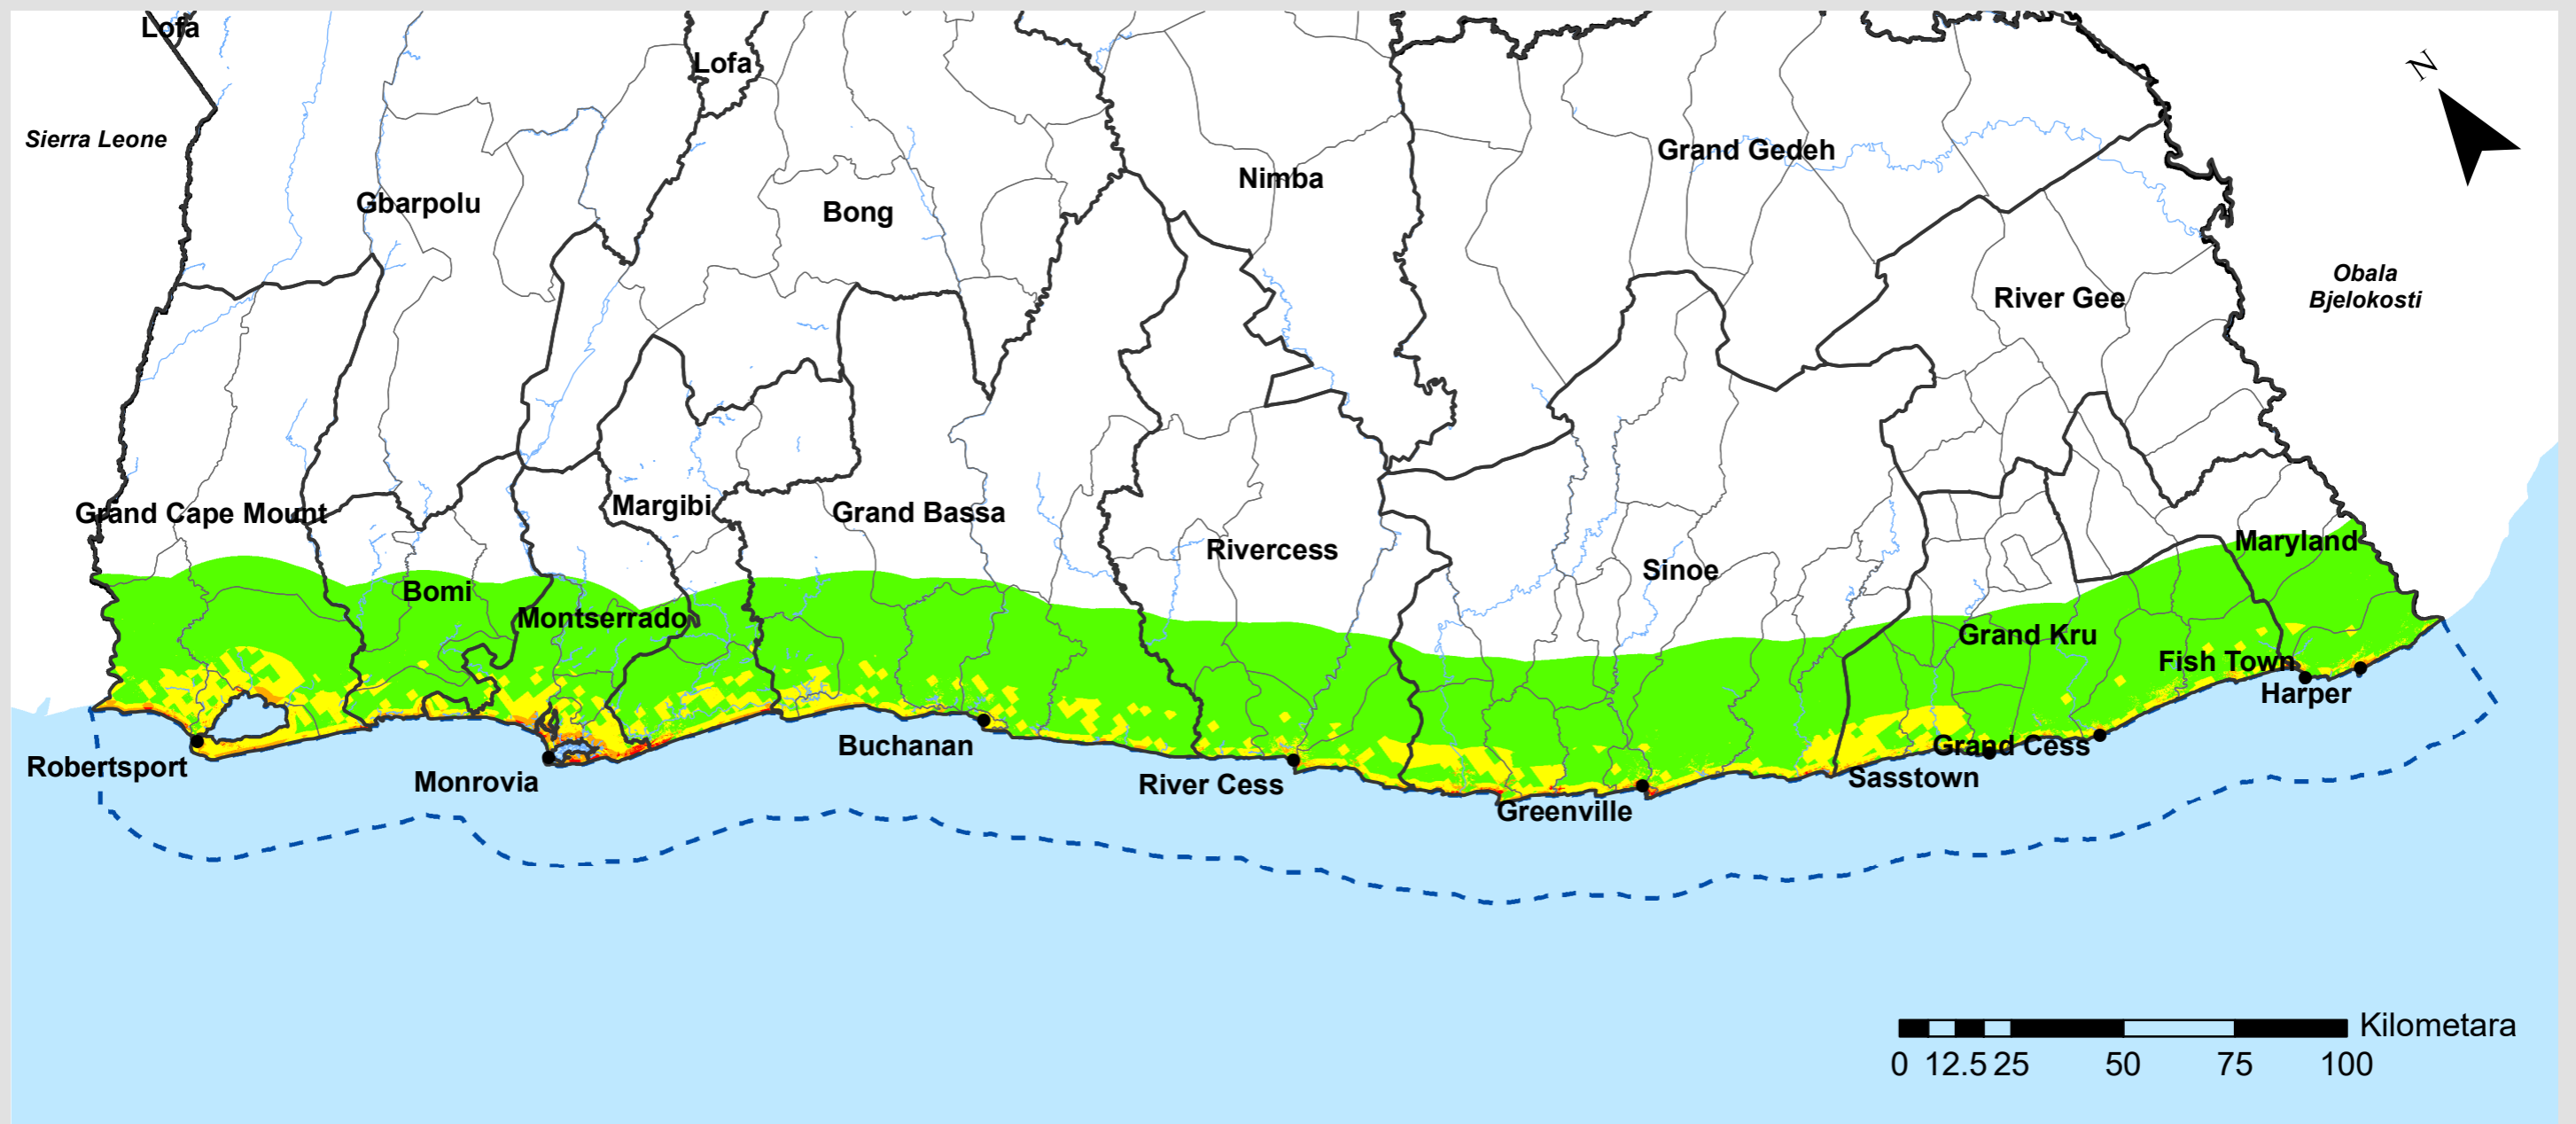 Lofa
Lofa
N
Sierra Leone
Grand Gedeh
Nimba
Gbarpolu
Bong
Obala
Bjelokosti
River Gee
Grand Cape Mount
Margibi
Grand Bassa
Rivercess
Maryland
Sinoe
Bomi
Montserrado
Grand Kru
Fish Town
Harper
Buchanan
Grand Cess
Robertsport
Monrovia
River Cess
Sasstown
Greenville
Kilometara
0 12.5 25 50 75 100